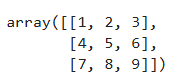 array([[1, 2, 3],
       [4, 5, 6],
       [7, 8, 9]])